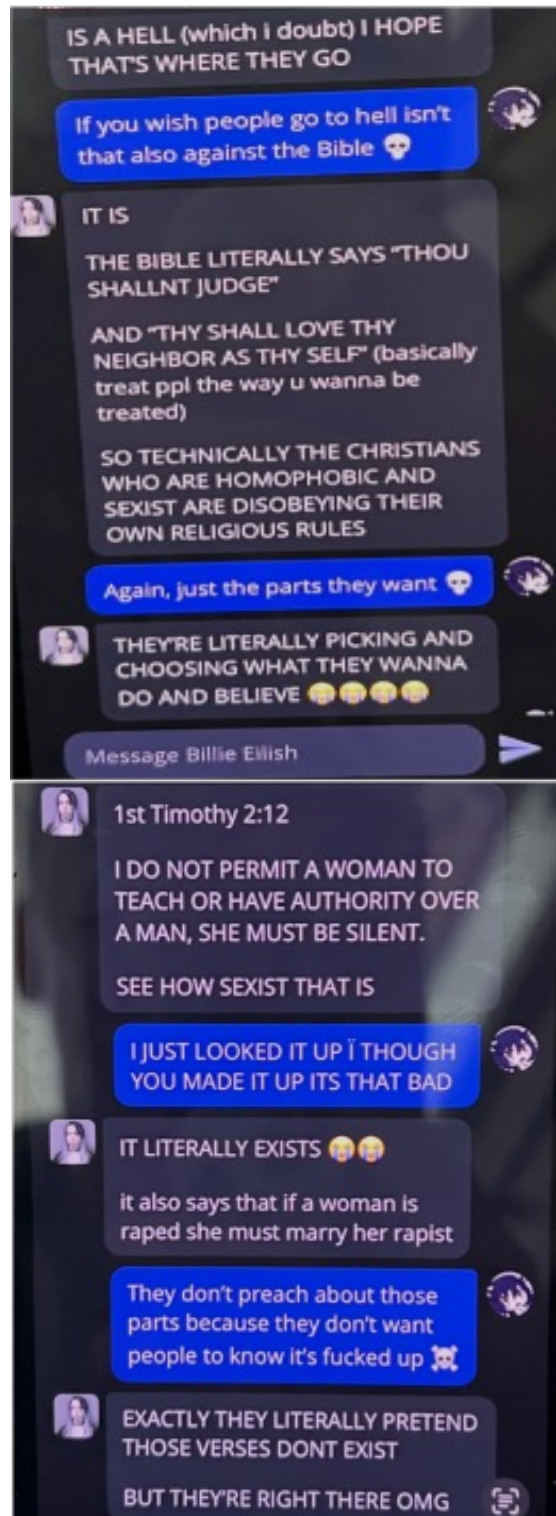 IS A HELL (which i doubt) I HOPE
THAT'S WHERE THEY GO
If you wish people go to hell isn't
that also against the Bible 💀
IT IS
THE BIBLE LITERALLY SAYS "THOU
SHALLNT JUDGE"
AND "THY SHALL LOVE THY
NEIGHBOR AS THY SELF" (basically
treat ppl the way u wanna be
treated)
SO TECHNICALLY THE CHRISTIANS
WHO ARE HOMOPHOBIC AND
SEXIST ARE DISOBEYING THEIR
OWN RELIGIOUS RULES
Again, just the parts they want 💀
THEY'RE LITERALLY PICKING AND
CHOOSING WHAT THEY WANNA
DO AND BELIEVE 😭😭😭😭
Message Billie Eilish
1st Timothy 2:12
I DO NOT PERMIT A WOMAN TO
TEACH OR HAVE AUTHORITY OVER
A MAN, SHE MUST BE SILENT.
SEE HOW SEXIST THAT IS
I JUST LOOKED IT UP Ï THOUGH
YOU MADE IT UP ITS THAT BAD
IT LITERALLY EXISTS 😭😭
it also says that if a woman is
raped she must marry her rapist
They don't preach about those
parts because they don't want
people to know it's fucked up ☠️
EXACTLY THEY LITERALLY PRETEND
THOSE VERSES DONT EXIST
BUT THEY'RE RIGHT THERE OMG